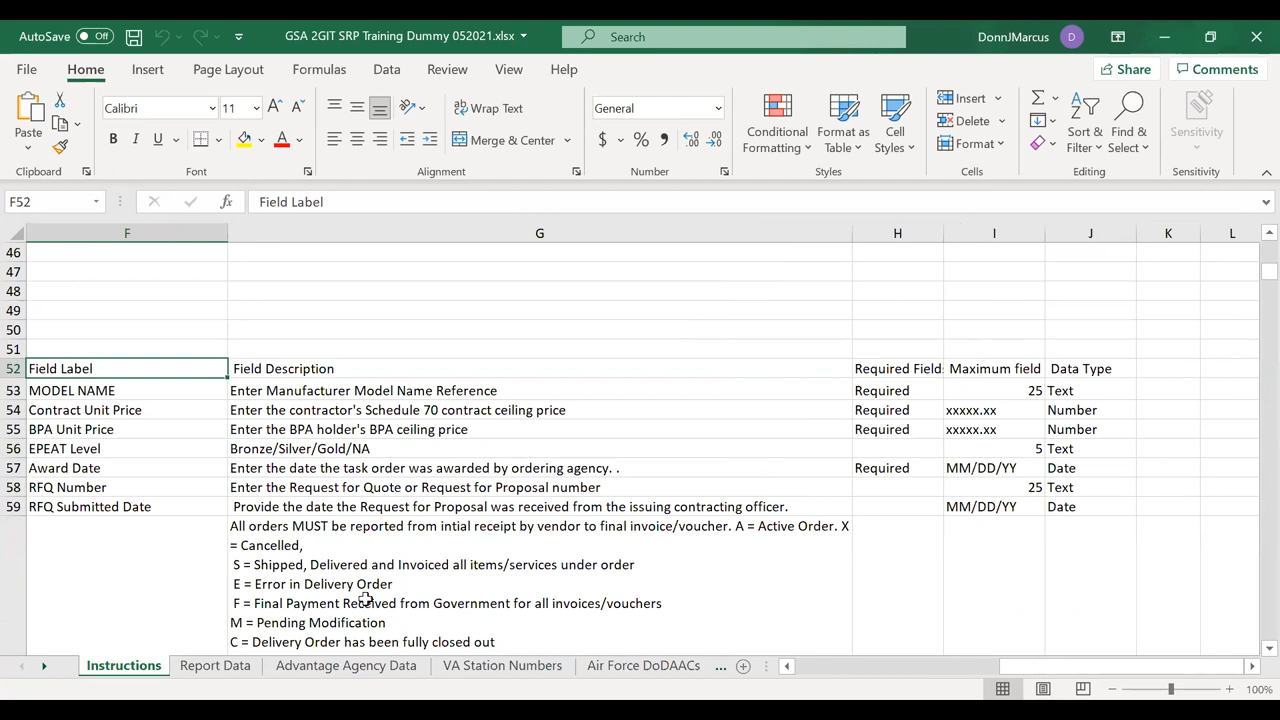 AutoSave Off GSA 2GIT SRP Training Dummy 052021.xlsx Search DonnJMarcus D
File Home Insert Page Layout Formulas Data Review View Help Share Comments
Calibri 11 Wrap Text General Insert
Paste B I U Merge & Center $ % Conditional Formatting Format as Table Cell Styles Delete Sort & Filter Find & Select Sensitivity
Format
Clipboard Font Alignment Number Styles Cells Editing Sensitivity
F52 fx Field Label
F G H I J K L
46
47
48
49
50
51
52 Field Label Field Description Required Field: Maximum field Data Type
53 MODEL NAME Enter Manufacturer Model Name Reference Required 25 Text
54 Contract Unit Price Enter the contractor's Schedule 70 contract ceiling price Required xxxxx.xx Number
55 BPA Unit Price Enter the BPA holder's BPA ceiling price Required xxxxx.xx Number
56 EPEAT Level Bronze/Silver/Gold/NA 5 Text
57 Award Date Enter the date the task order was awarded by ordering agency. . Required MM/DD/YY Date
58 RFQ Number Enter the Request for Quote or Request for Proposal number 25 Text
59 RFQ Submitted Date Provide the date the Request for Proposal was received from the issuing contracting officer. MM/DD/YY Date
All orders MUST be reported from intial receipt by vendor to final invoice/voucher. A = Active Order. X
= Cancelled,
S = Shipped, Delivered and Invoiced all items/services under order
E = Error in Delivery Order
F = Final Payment Received from Government for all invoices/vouchers
M = Pending Modification
C = Delivery Order has been fully closed out
Instructions Report Data Advantage Agency Data VA Station Numbers Air Force DoDAACs ...
100%